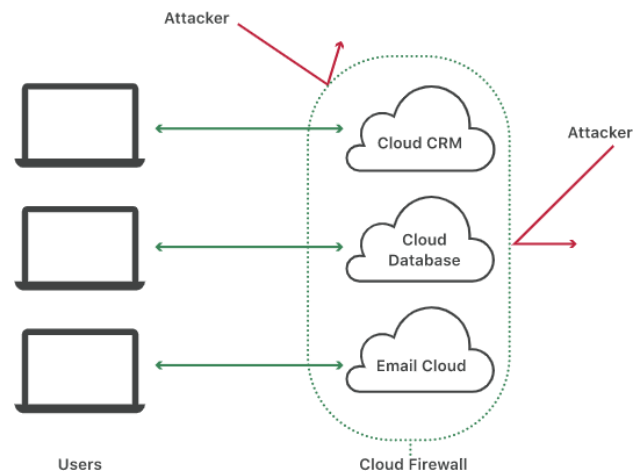 Attacker
Cloud CRM
Attacker
Cloud
Database
Email Cloud
Users
Cloud Firewall